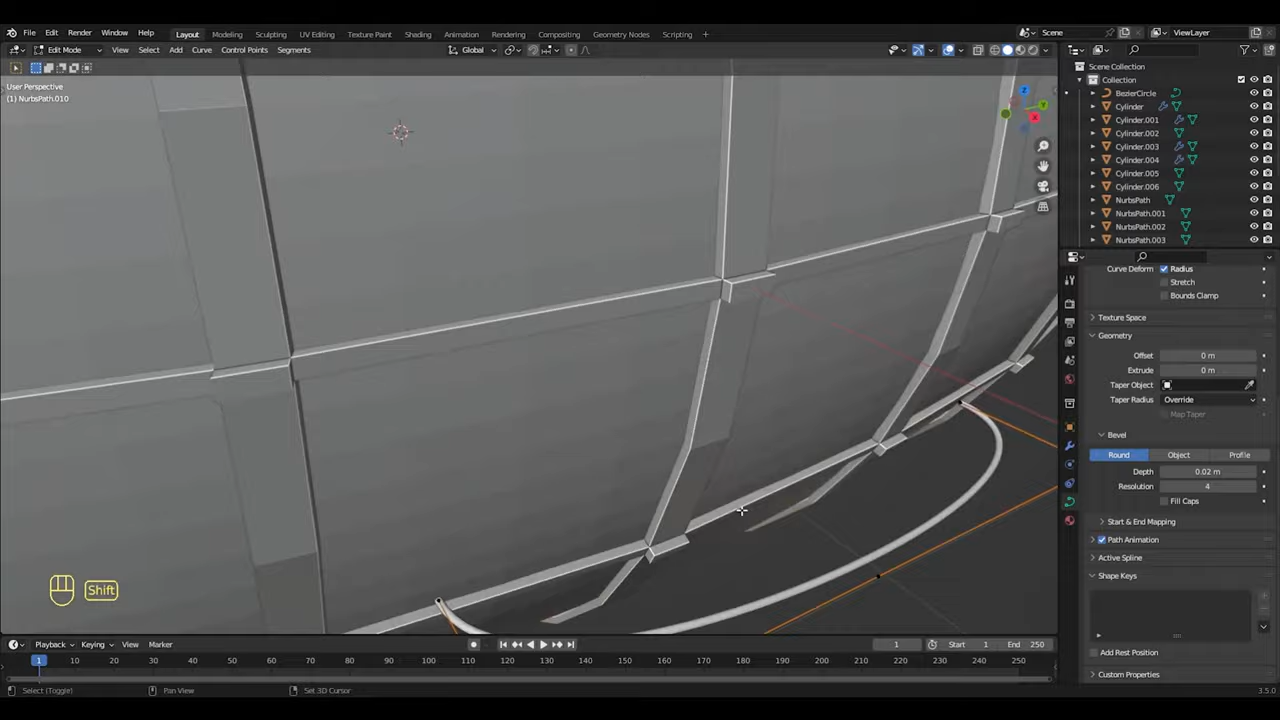 File Edit Render Window Help Layout Modeling Sculpting UV Editing Texture Paint Shading Animation Rendering Compositing Geometry Nodes Scripting + Scene ViewLayer
Edit Mode View Select Add Curve Control Points Segments Global
User Perspective
(1) NurbsPath.010
Scene Collection
Collection
BezierCircle
Cylinder
Cylinder.001
Cylinder.002
Cylinder.003
Cylinder.004
Cylinder.005
Cylinder.006
NurbsPath
NurbsPath.001
NurbsPath.002
NurbsPath.003
Curve Deform Radius
Stretch
Bounds Clamp
Texture Space
Geometry
Offset 0 m
Extrude 0 m
Taper Object
Taper Radius Override
Map Taper
Bevel
Round Object Profile
Depth 0.02 m
Resolution 4
Fill Caps
Start & End Mapping
Path Animation
Active Spline
Shape Keys
Add Rest Position
Custom Properties
Shift
Playback Keying View Marker 1 Start 1 End 250
1 10 20 30 40 50 60 70 80 90 100 110 120 130 140 150 160 170 180 190 200 210 220 230 240 250
Select (Toggle) Pan View Set 3D Cursor 3.5.0